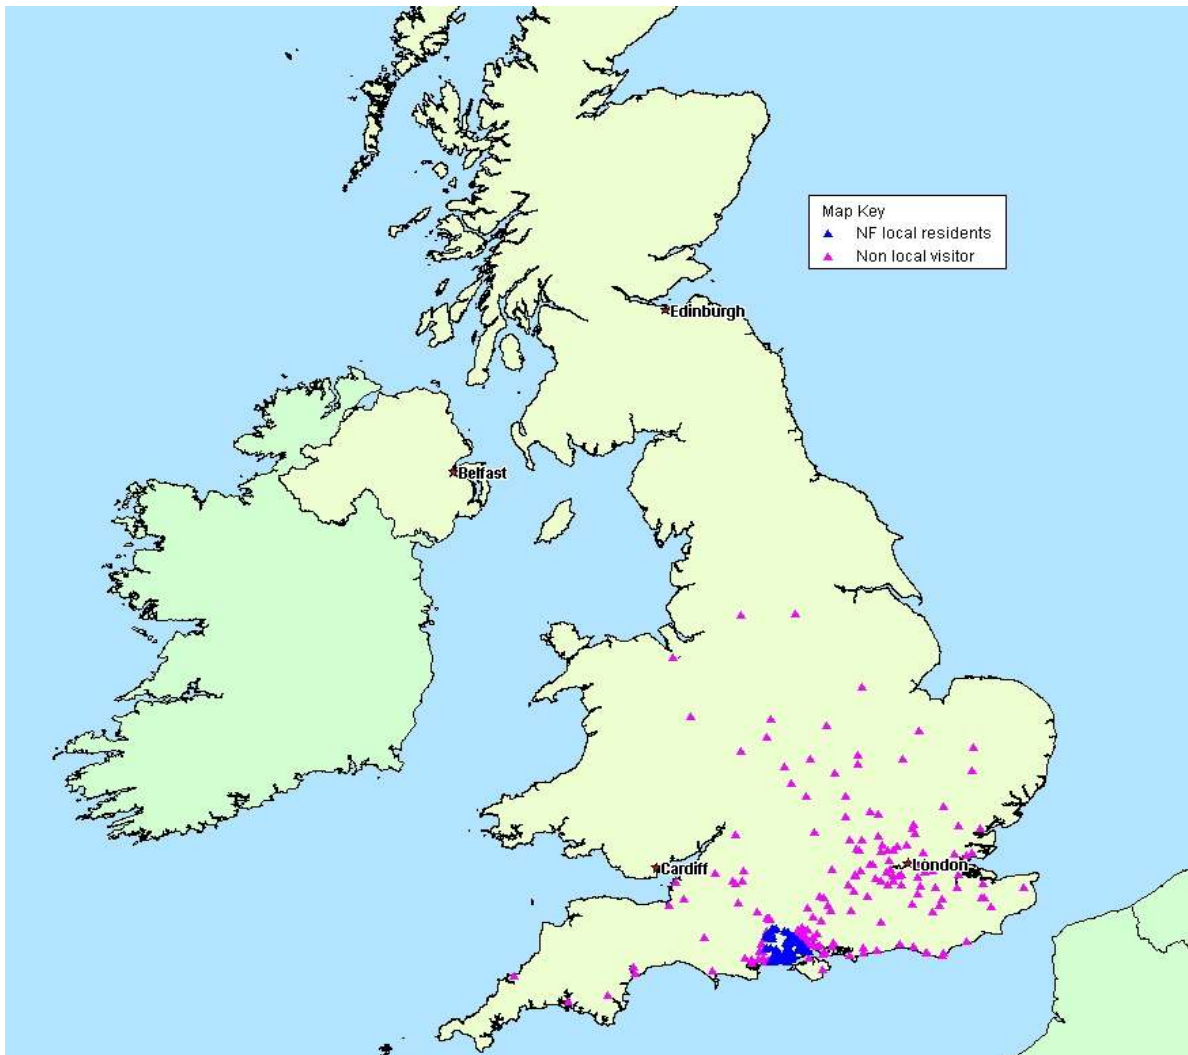 Map Key
NF local residents
Non local visitor
Edinburgh
Belfast
Cardiff
London